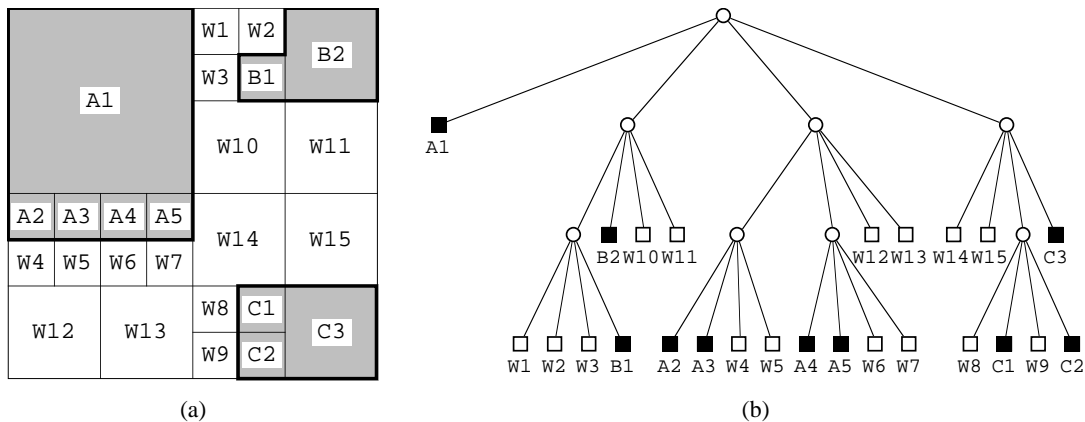 W1 W2
B2
W3 B1
A1
W10 W11
A2 A3 A4 A5
W14 W15
W4 W5 W6 W7
W8 C1
W12 W13 C3
W9 C2
(a)
A1
B2 W10 W11 W12 W13 W14 W15 C3
W1 W2 W3 B1 A2 A3 W4 W5 A4 A5 W6 W7 W8 C1 W9 C2
(b)